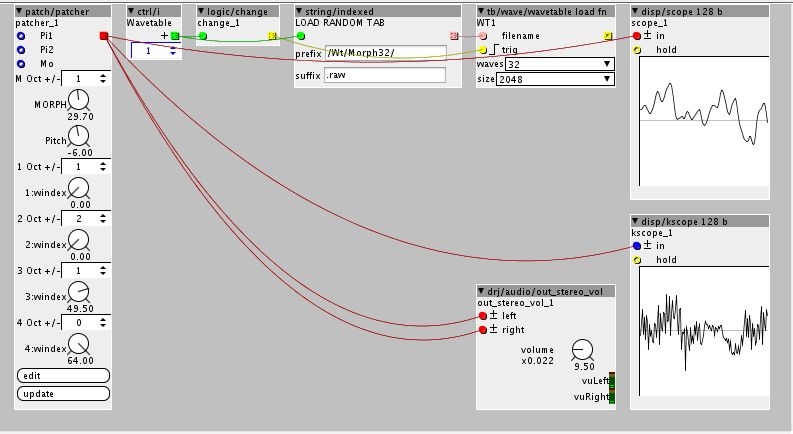 patch/patcher
patcher_1
Pi1
Pi2
Mo
M Oct +/-
1
MORPH
29.70
Pitch
-6.00
1 Oct +/-
1
1:windex
0.00
2 Oct +/-
2
2:windex
0.00
3 Oct +/-
1
3:windex
49.50
4 Oct +/-
0
4:windex
64.00
edit
update
ctrl/i
Wavetable
+
1
logic/change
change_1
string/indexed
LOAD RANDOM TAB
prefix /Wt/Morph32/
suffix .raw
tb/wave/wavetable load fn
WT1
filename
trig
waves 32
size 2048
disp/scope 128 b
scope_1
± in
hold
disp/kscope 128 b
kscope_1
± in
hold
drj/audio/out_stereo_vol
out_stereo_vol_1
± left
± right
volume
x0.022
9.50
vuLeft
vuRight